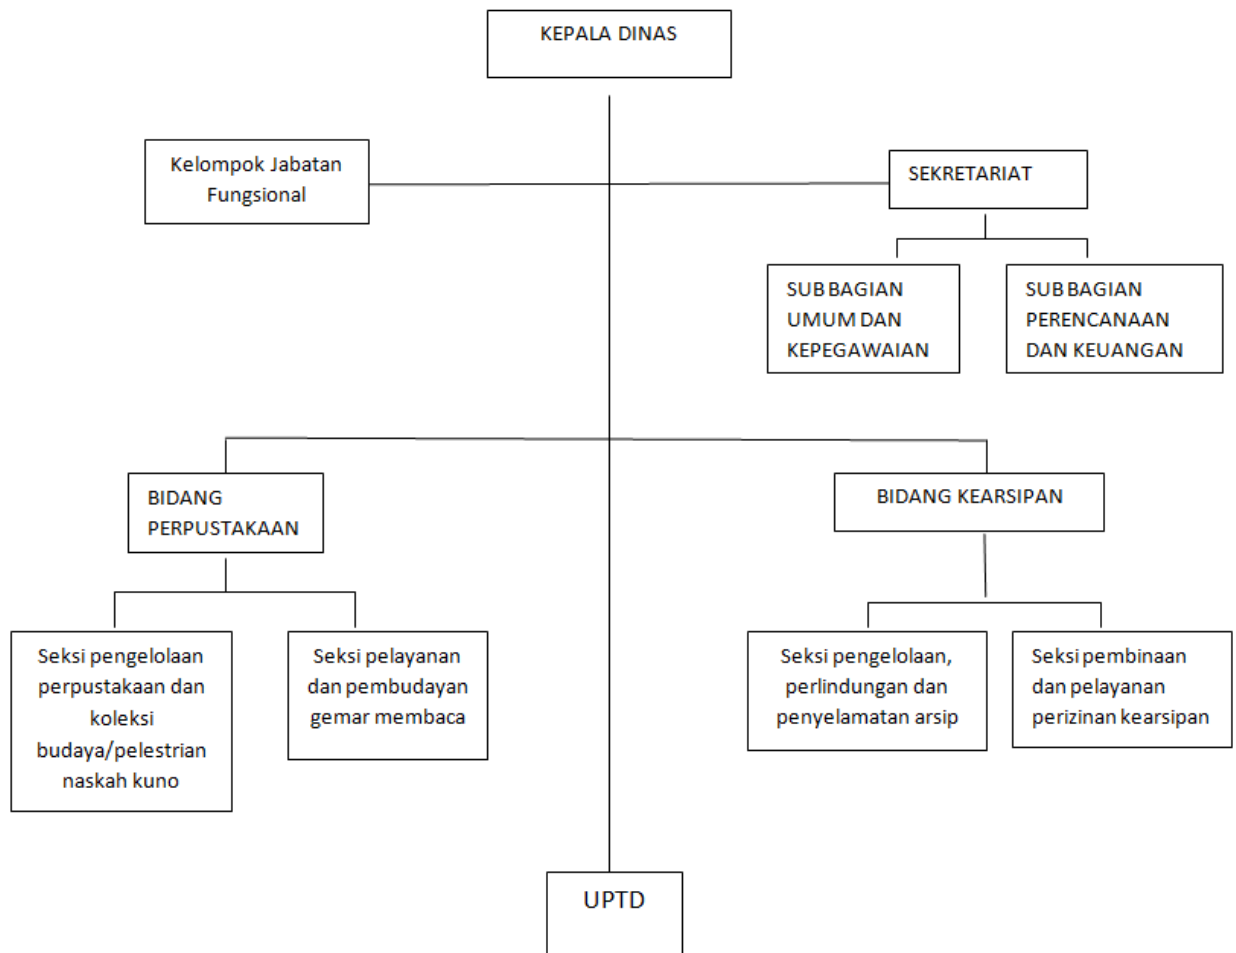 KEPALA DINAS
Kelompok Jabatan
Fungsional
SEKRETARIAT
SUB BAGIAN
UMUM DAN
KEPEGAWAIAN
SUB BAGIAN
PERENCANAAN
DAN KEUANGAN
BIDANG
PERPUSTAKAAN
BIDANG KEARSIPAN
Seksi pengelolaan
perpustakaan dan
koleksi
budaya/pelestrian
naskah kuno
Seksi pelayanan
dan pembudayan
gemar membaca
Seksi pengelolaan,
perlindungan dan
penyelamatan arsip
Seksi pembinaan
dan pelayanan
perizinan kearsipan
UPTD